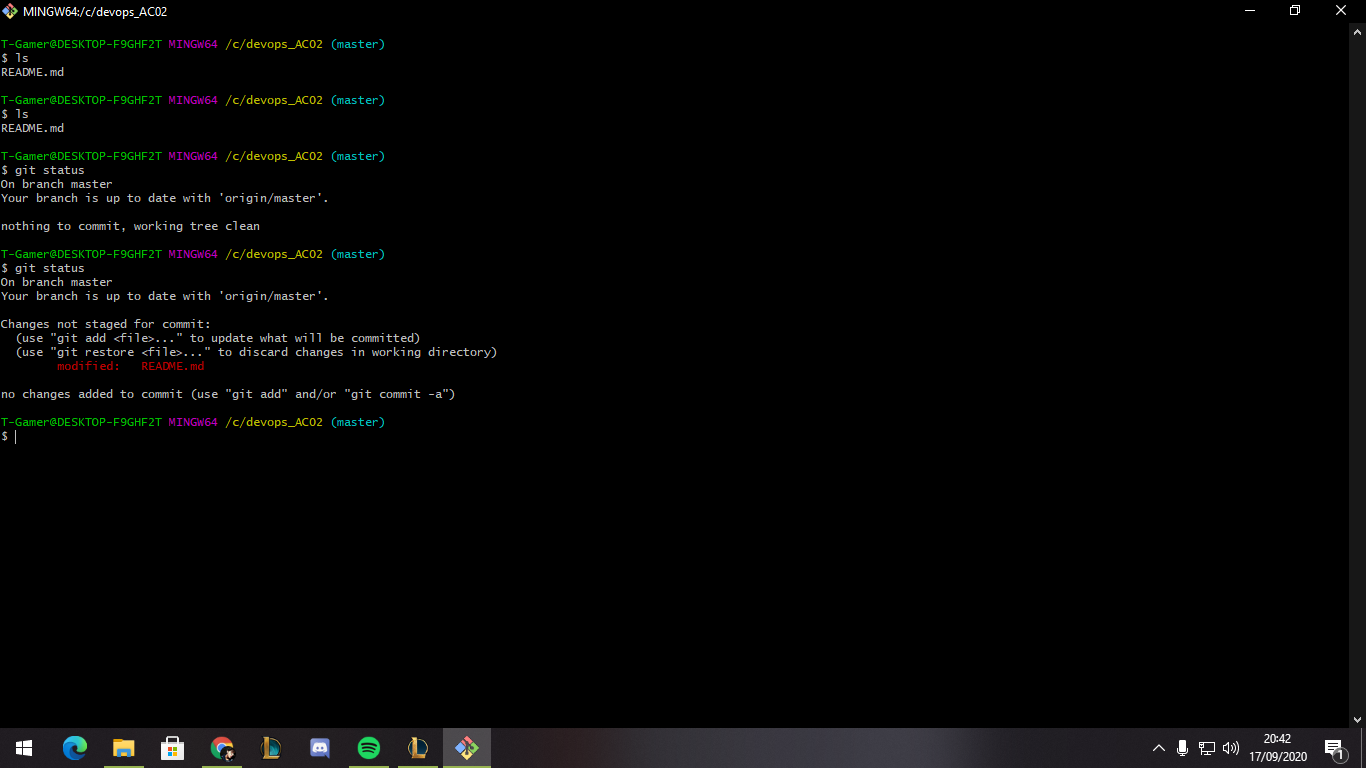 MINGW64:/c/devops_AC02
T-Gamer@DESKTOP-F9GHF2T MINGW64 /c/devops_AC02 (master)
$ ls
README.md
T-Gamer@DESKTOP-F9GHF2T MINGW64 /c/devops_AC02 (master)
$ ls
README.md
T-Gamer@DESKTOP-F9GHF2T MINGW64 /c/devops_AC02 (master)
$ git status
On branch master
Your branch is up to date with 'origin/master'.
nothing to commit, working tree clean
T-Gamer@DESKTOP-F9GHF2T MINGW64 /c/devops_AC02 (master)
$ git status
On branch master
Your branch is up to date with 'origin/master'.
Changes not staged for commit:
  (use "git add <file>..." to update what will be committed)
  (use "git restore <file>..." to discard changes in working directory)
        modified:   README.md
no changes added to commit (use "git add" and/or "git commit -a")
T-Gamer@DESKTOP-F9GHF2T MINGW64 /c/devops_AC02 (master)
$
20:42
17/09/2020
1